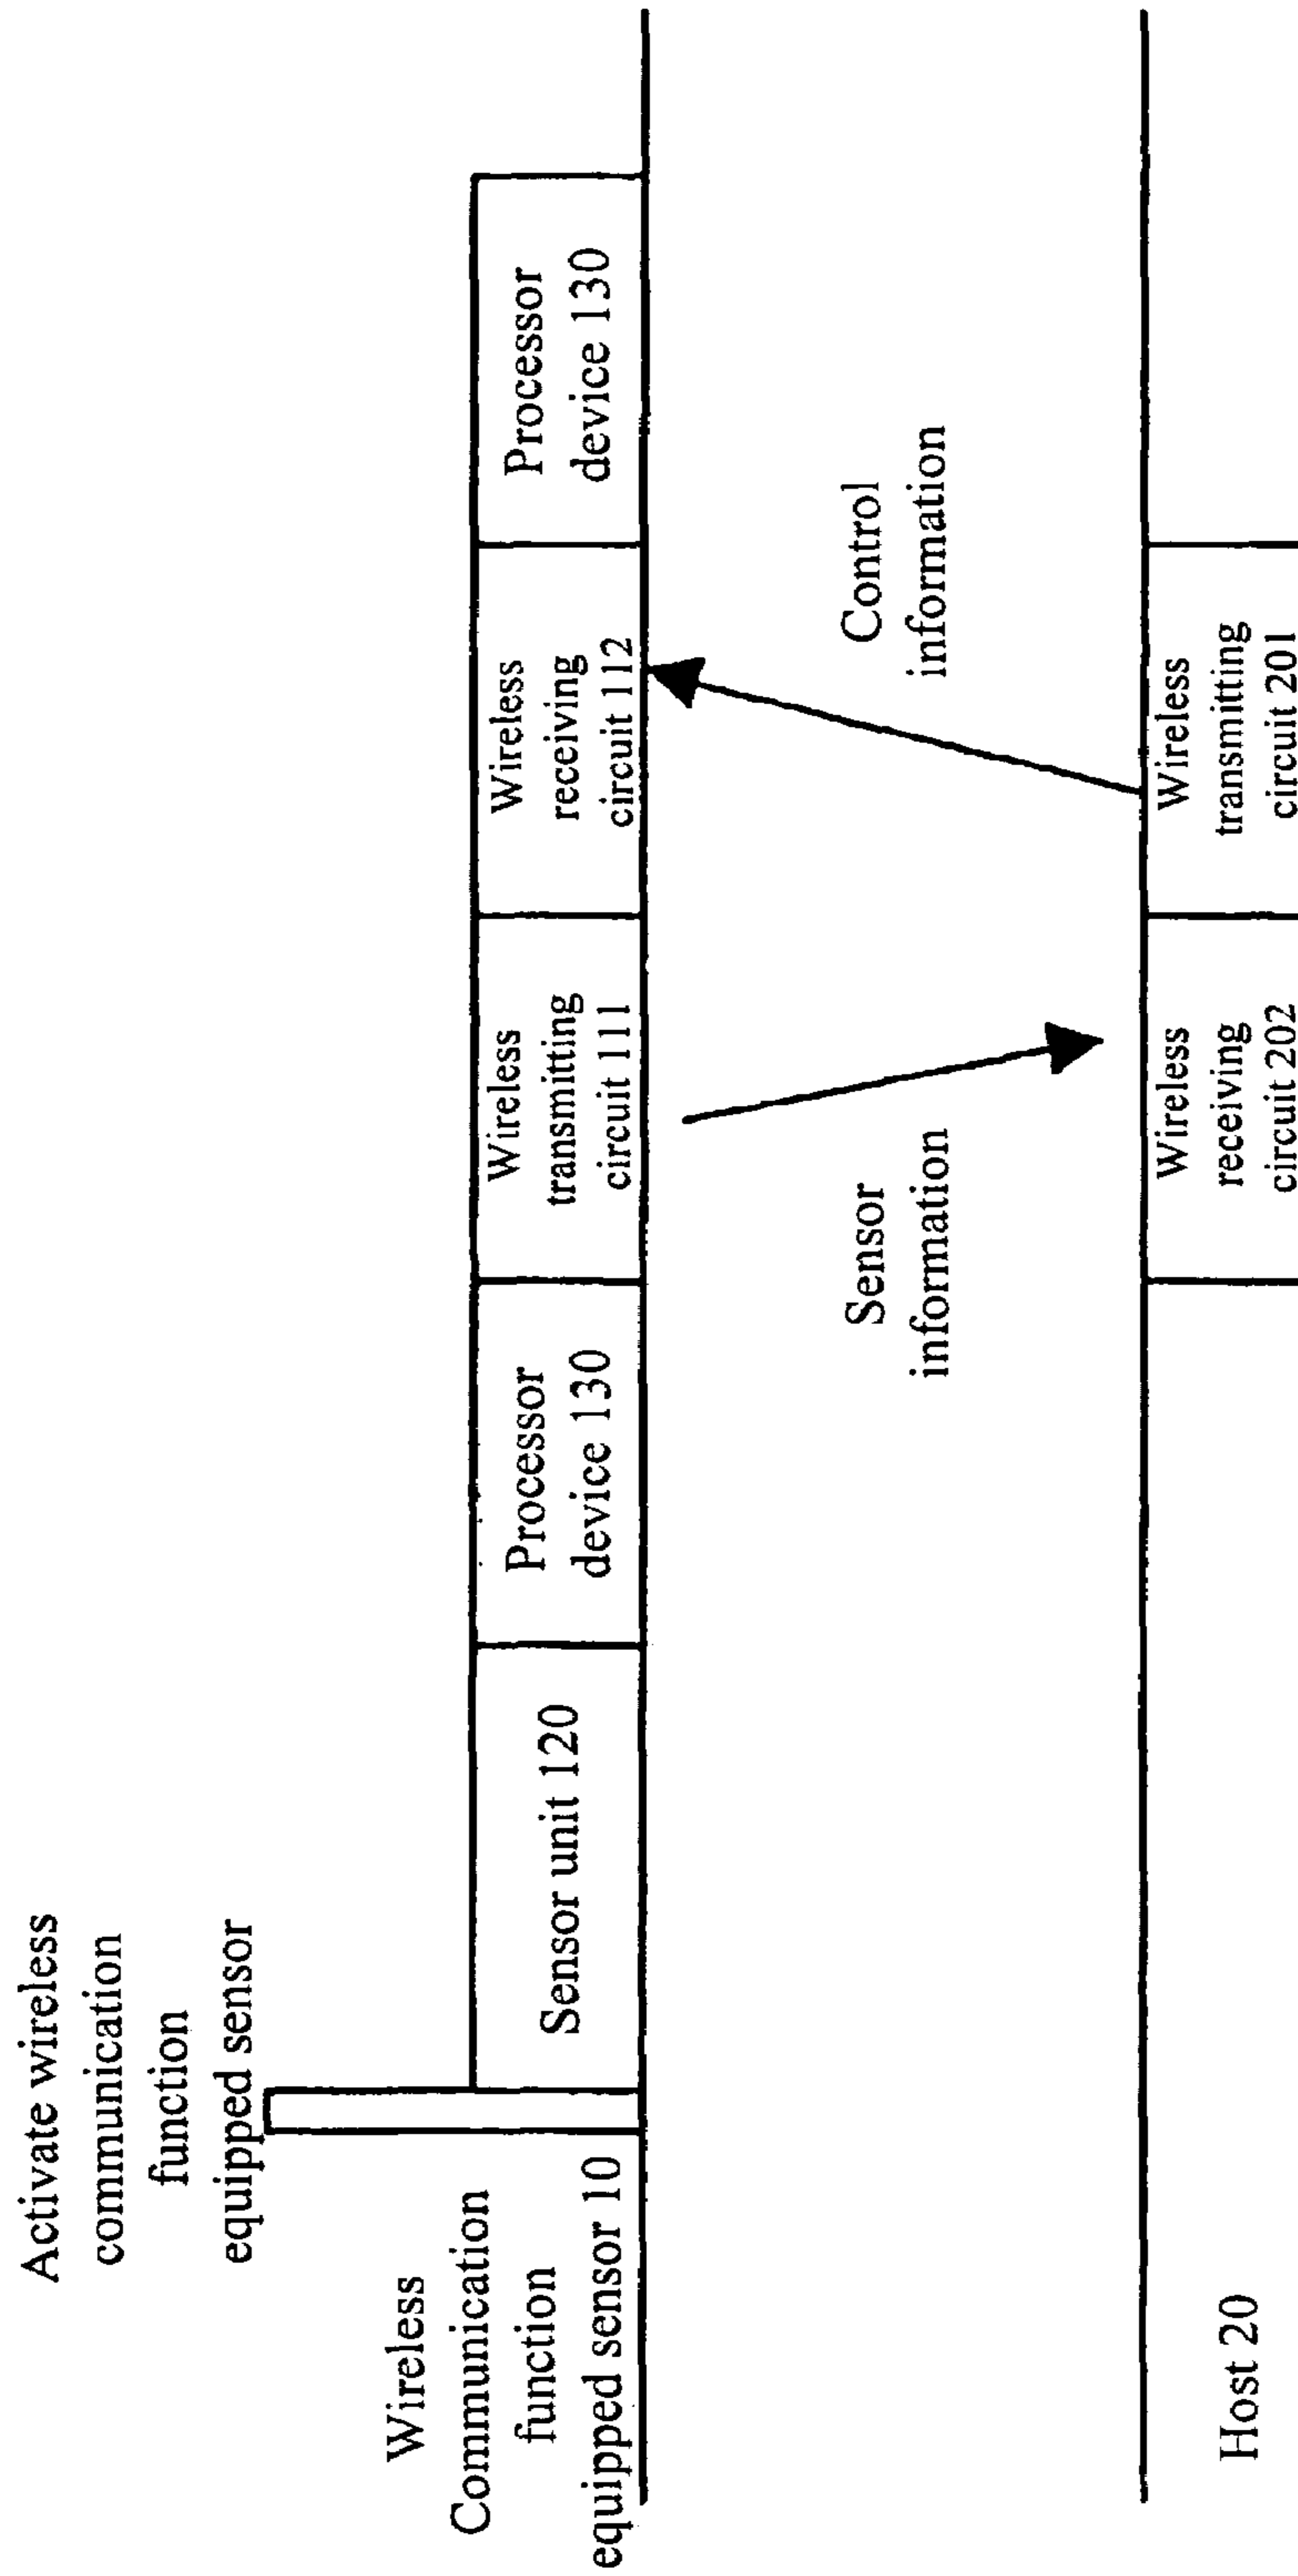 Activate wireless
communication
function
equipped sensor
Wireless
Communication
function
equipped sensor 10
Sensor unit 120
Processor
device 130
Wireless
transmitting
circuit 111
Wireless
receiving
circuit 112
Processor
device 130
Sensor
information
Control
information
Host 20
Wireless
receiving
circuit 202
Wireless
transmitting
circuit 201